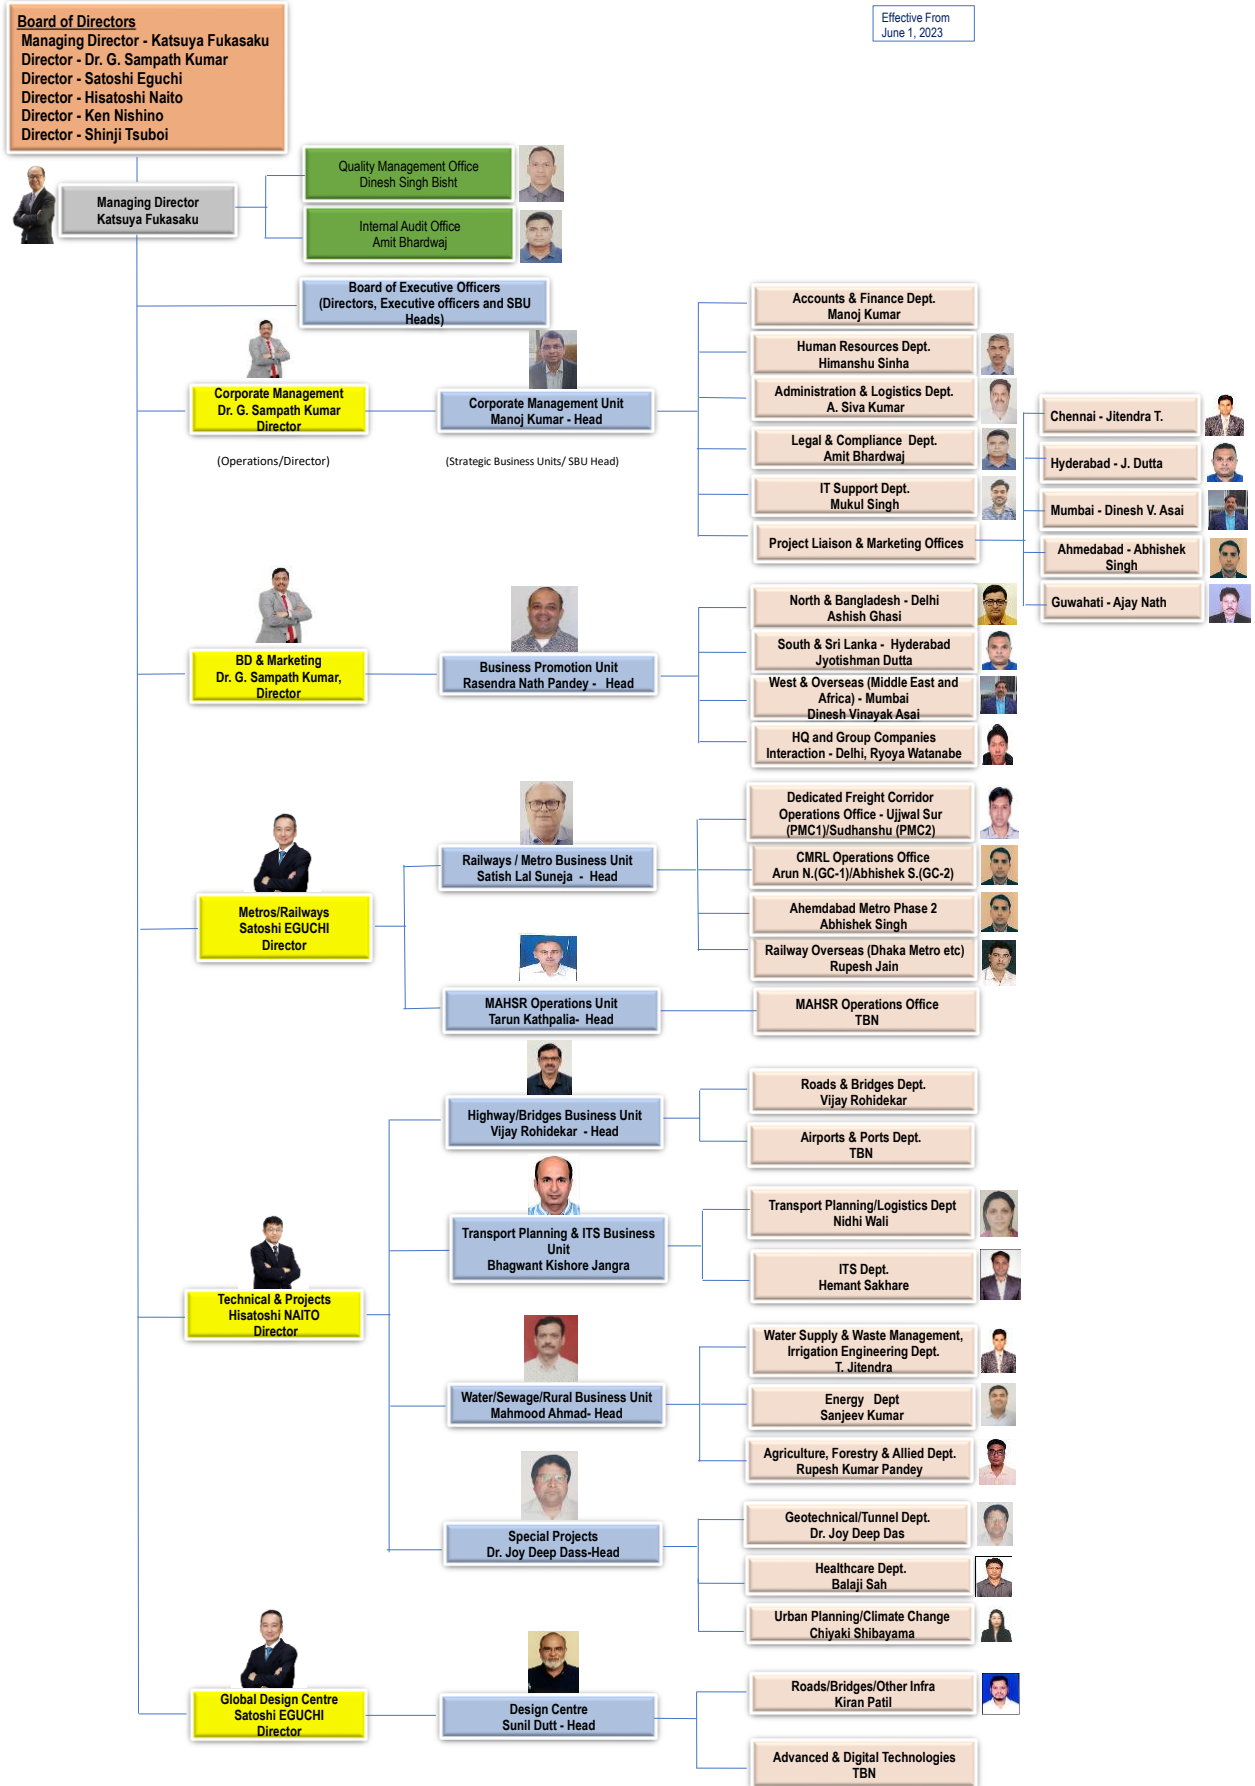 Board of Directors
Managing Director - Katsuya Fukasaku
Director - Dr. G. Sampath Kumar
Director - Satoshi Eguchi
Director - Hisatoshi Naito
Director - Ken Nishino
Director - Shinji Tsuboi
Effective From
June 1, 2023
Managing Director
Katsuya Fukasaku
Quality Management Office
Dinesh Singh Bisht
Internal Audit Office
Amit Bhardwaj
Board of Executive Officers
(Directors, Executive officers and SBU
Heads)
Corporate Management
Dr. G. Sampath Kumar
Director
(Operations/Director)
Corporate Management Unit
Manoj Kumar - Head
(Strategic Business Units/ SBU Head)
Accounts & Finance Dept.
Manoj Kumar
Human Resources Dept.
Himanshu Sinha
Administration & Logistics Dept.
A. Siva Kumar
Legal & Compliance Dept.
Amit Bhardwaj
IT Support Dept.
Mukul Singh
Project Liaison & Marketing Offices
Chennai - Jitendra T.
Hyderabad - J. Dutta
Mumbai - Dinesh V. Asai
Ahmedabad - Abhishek
Singh
Guwahati - Ajay Nath
BD & Marketing
Dr. G. Sampath Kumar,
Director
Business Promotion Unit
Rasendra Nath Pandey - Head
North & Bangladesh - Delhi
Ashish Ghasi
South & Sri Lanka - Hyderabad
Jyotishman Dutta
West & Overseas (Middle East and
Africa) - Mumbai
Dinesh Vinayak Asai
HQ and Group Companies
Interaction - Delhi, Ryoya Watanabe
Metros/Railways
Satoshi EGUCHI
Director
Railways / Metro Business Unit
Satish Lal Suneja - Head
Dedicated Freight Corridor
Operations Office - Ujjwal Sur
(PMC1)/Sudhanshu (PMC2)
CMRL Operations Office
Arun N.(GC-1)/Abhishek S.(GC-2)
Ahemdabad Metro Phase 2
Abhishek Singh
Railway Overseas (Dhaka Metro etc)
Rupesh Jain
MAHSR Operations Unit
Tarun Kathpalia- Head
MAHSR Operations Office
TBN
Technical & Projects
Hisatoshi NAITO
Director
Highway/Bridges Business Unit
Vijay Rohidekar - Head
Roads & Bridges Dept.
Vijay Rohidekar
Airports & Ports Dept.
TBN
Transport Planning & ITS Business
Unit
Bhagwant Kishore Jangra
Transport Planning/Logistics Dept
Nidhi Wali
ITS Dept.
Hemant Sakhare
Water/Sewage/Rural Business Unit
Mahmood Ahmad- Head
Water Supply & Waste Management,
Irrigation Engineering Dept.
T. Jitendra
Energy Dept
Sanjeev Kumar
Agriculture, Forestry & Allied Dept.
Rupesh Kumar Pandey
Special Projects
Dr. Joy Deep Dass-Head
Geotechnical/Tunnel Dept.
Dr. Joy Deep Das
Healthcare Dept.
Balaji Sah
Urban Planning/Climate Change
Chiyaki Shibayama
Global Design Centre
Satoshi EGUCHI
Director
Design Centre
Sunil Dutt - Head
Roads/Bridges/Other Infra
Kiran Patil
Advanced & Digital Technologies
TBN